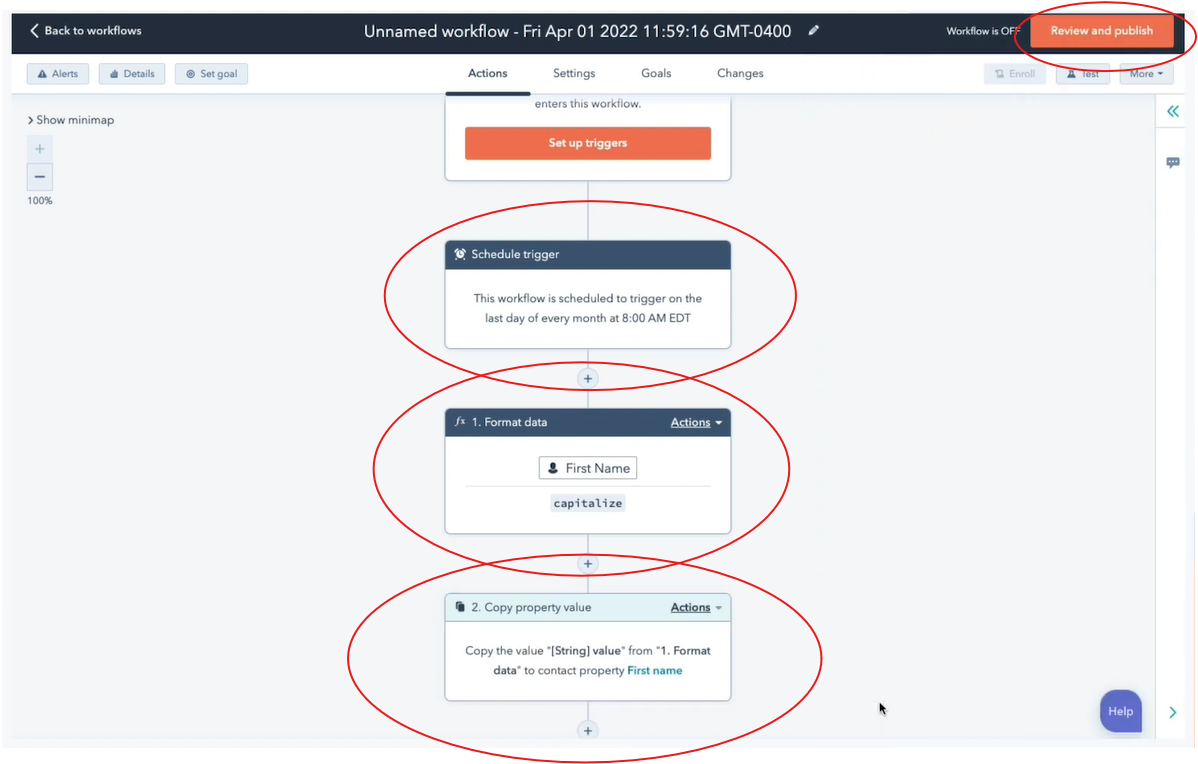 Back to workflows
Unnamed workflow - Fri Apr 01 2022 11:59:16 GMT-0400
Workflow is OFF
Review and publish
Alerts
Details
Set goal
Actions
Settings
Goals
Changes
Enroll
Test
More
Show minimap
+
−
100%
enters this workflow.
Set up triggers
Schedule trigger
This workflow is scheduled to trigger on the
last day of every month at 8:00 AM EDT
+
fx 1. Format data
Actions
First Name
capitalize
+
2. Copy property value
Actions
Copy the value "[String] value" from "1. Format
data" to contact property First name
+
Help